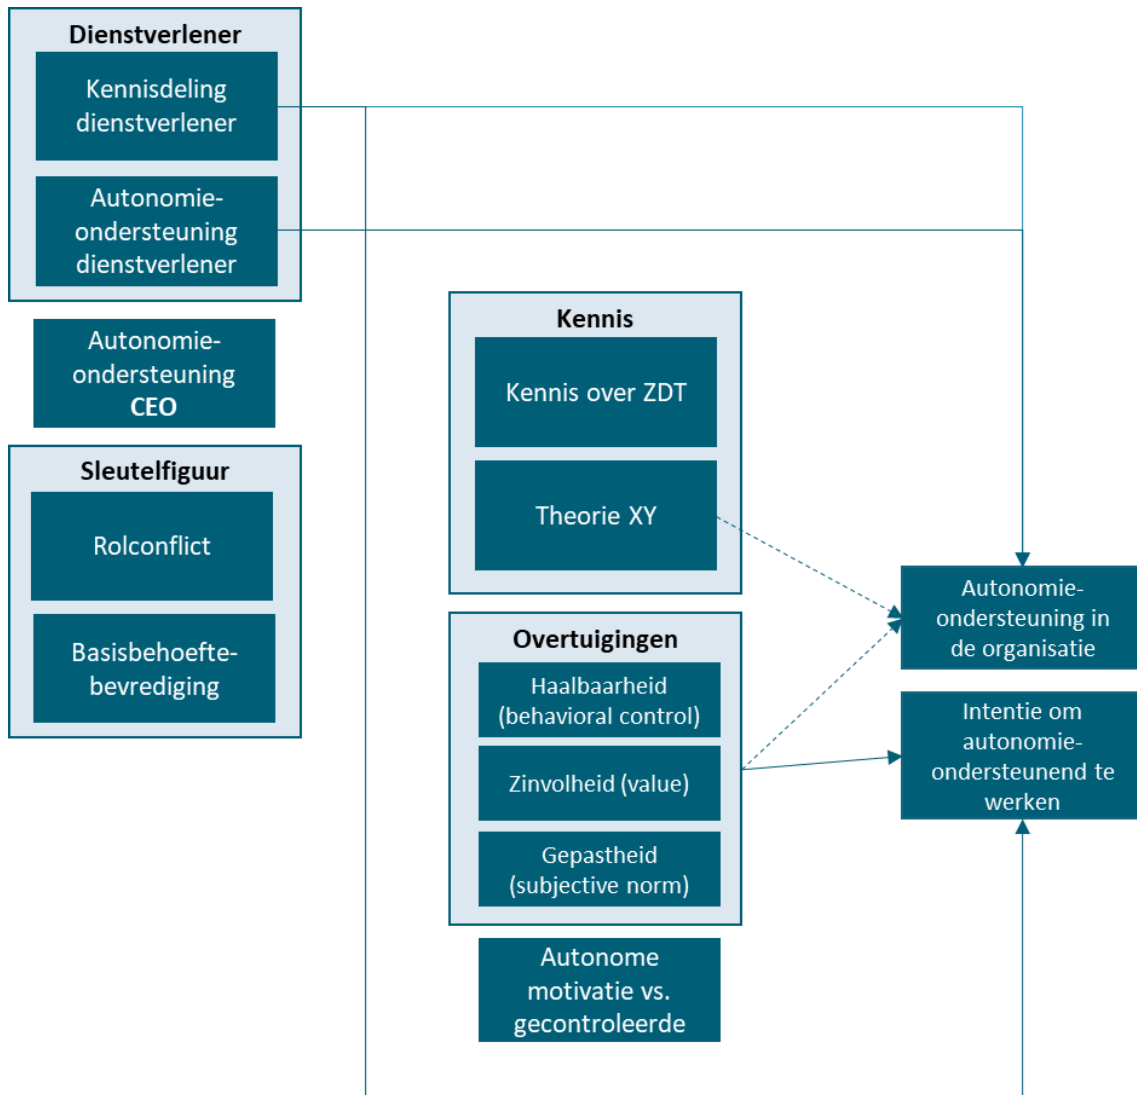 Dienstverlener
Kennisdeling
dienstverlener
Autonomie-
ondersteuning
dienstverlener
Autonomie-
ondersteuning
CEO
Sleutelfiguur
Rolconflict
Basisbehoefte-
bevrediging
Kennis
Kennis over ZDT
Theorie XY
Overtuigingen
Haalbaarheid
(behavioral control)
Zinvolheid (value)
Gepastheid
(subjective norm)
Autonome
motivatie vs.
gecontroleerde
Autonomie-
ondersteuning in
de organisatie
Intentie om
autonomie-
ondersteunend te
werken